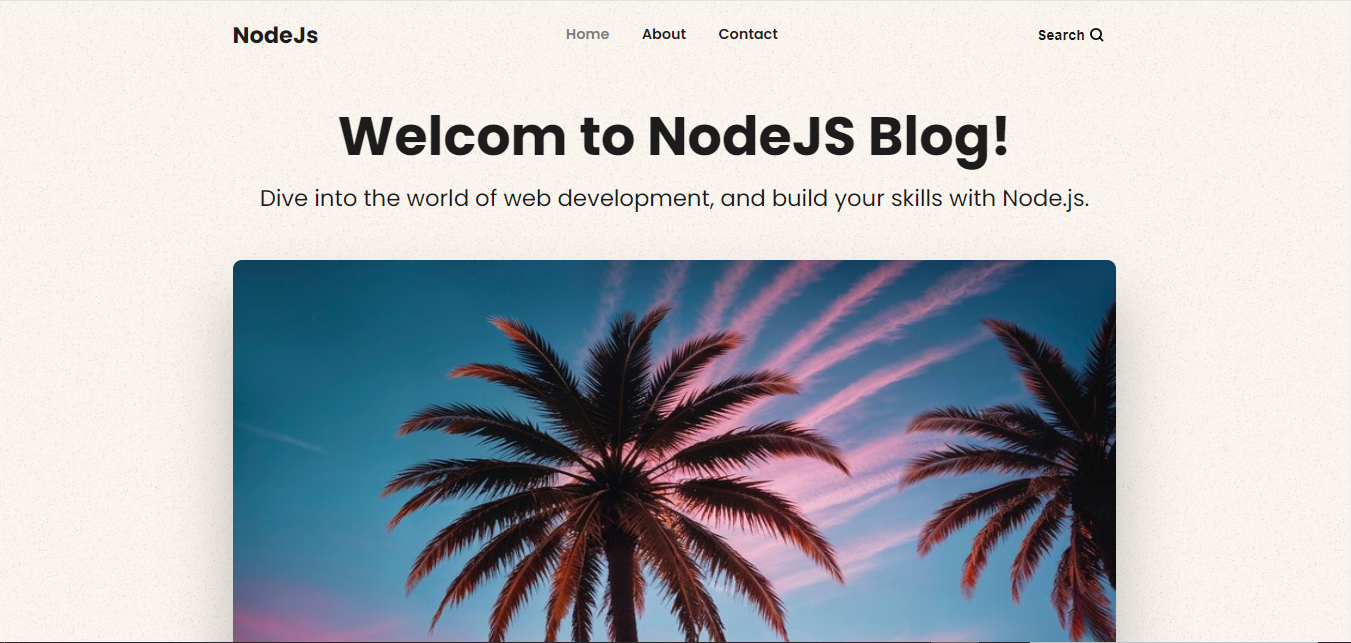 NodeJs
Home About Contact
Search
Welcom to NodeJS Blog!
Dive into the world of web development, and build your skills with Node.js.